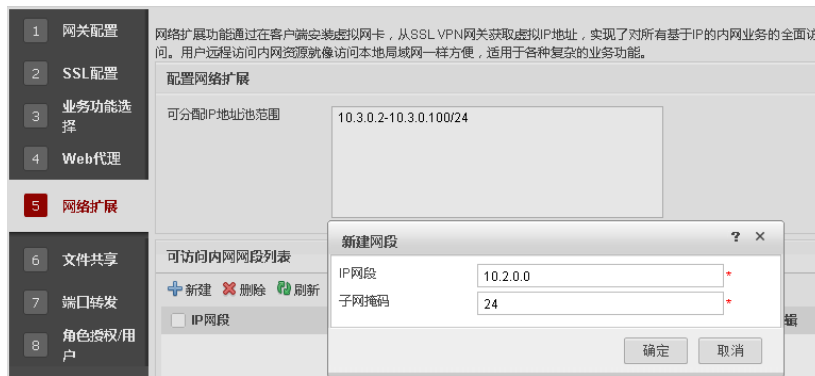 1 网关配置
2 SSL配置
3 业务功能选
择
4 Web代理
5 网络扩展
6 文件共享
7 端口转发
8 角色授权/用
户
网络扩展功能通过在客户端安装虚拟网卡，从SSL VPN网关获取虚拟IP地址，实现了对所有基于IP的内网业务的全面访
问。用户远程访问内网资源就像访问本地局域网一样方便，适用于各种复杂的业务功能。
配置网络扩展
可分配IP地址池范围
10.3.0.2-10.3.0.100/24
可访问内网网段列表
新建 删除 刷新
IP网段
辑
新建网段 ? ×
IP网段 10.2.0.0 *
子网掩码 24 *
确定 取消